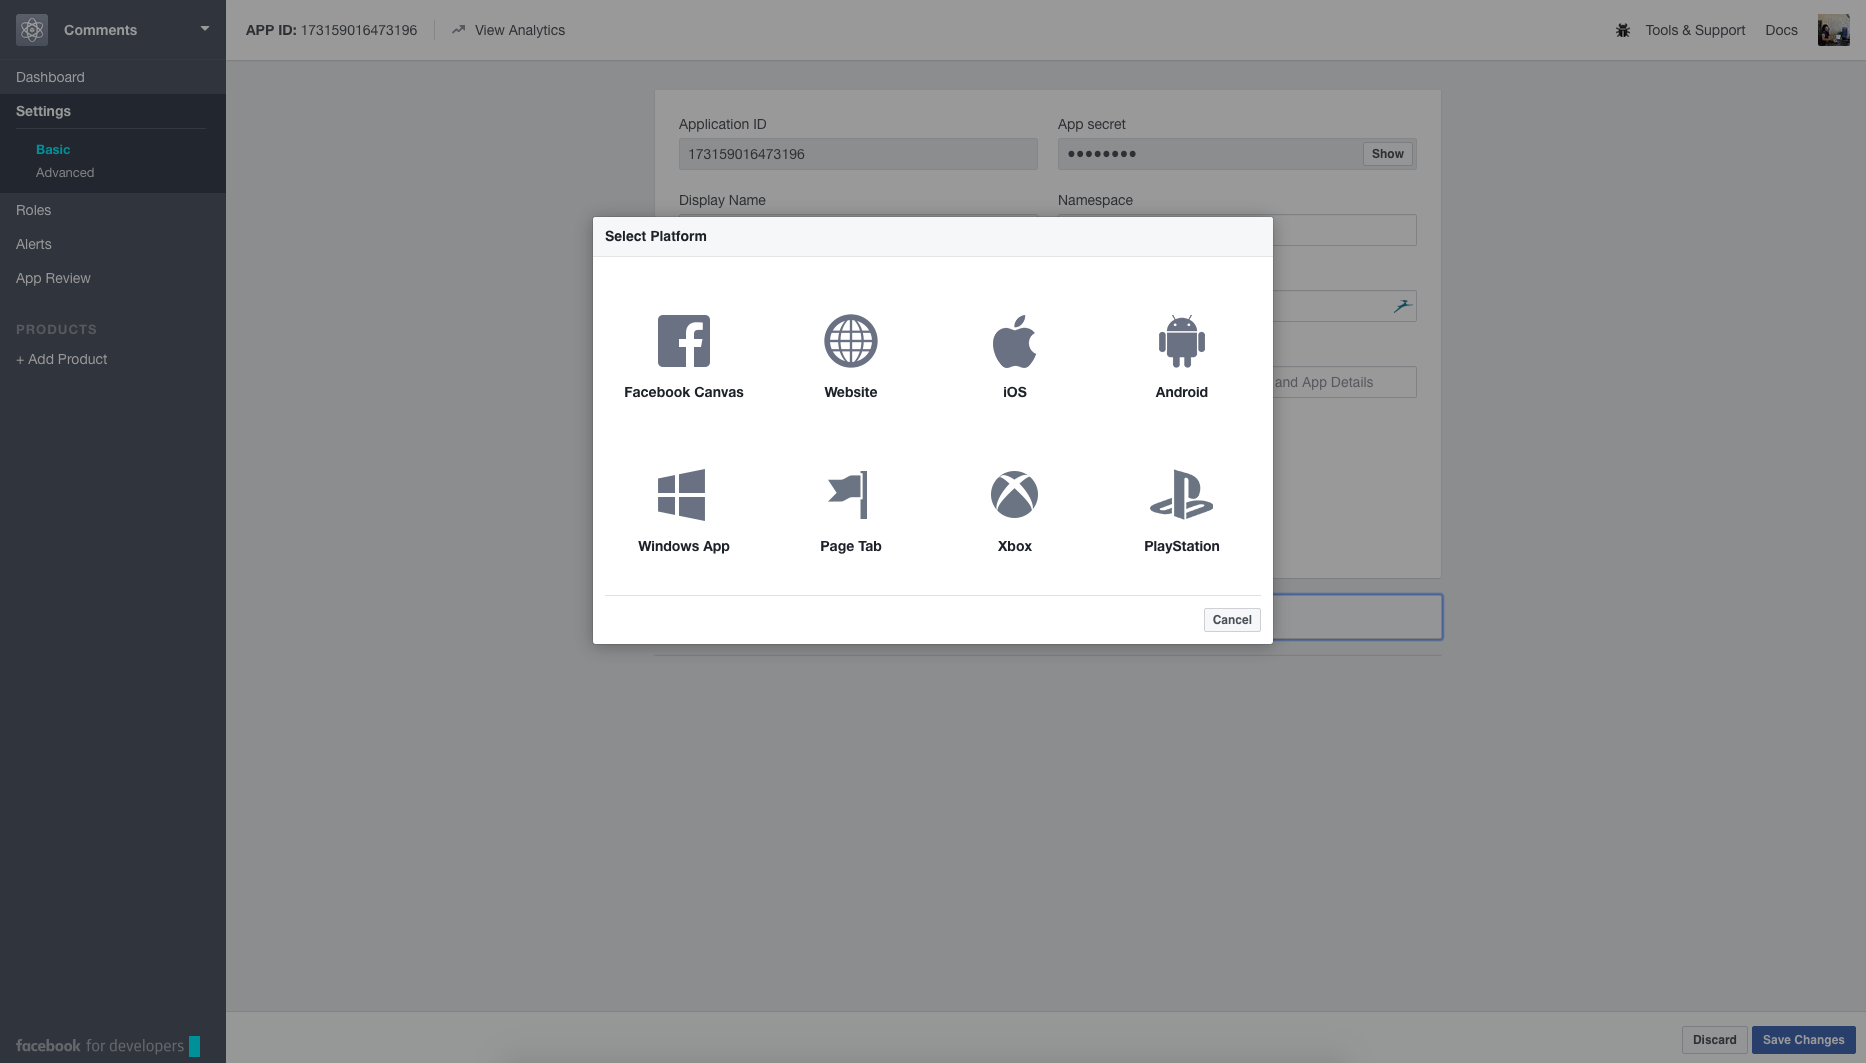 Comments
APP ID: 173159016473196
View Analytics
Tools & Support
Docs
Dashboard
Settings
Basic
Advanced
Roles
Alerts
App Review
PRODUCTS
+ Add Product
facebook for developers
Application ID
App secret
173159016473196
••••••••
Show
Display Name
Namespace
and App Details
Select Platform
Facebook Canvas
Website
iOS
Android
Windows App
Page Tab
Xbox
PlayStation
Cancel
Discard
Save Changes